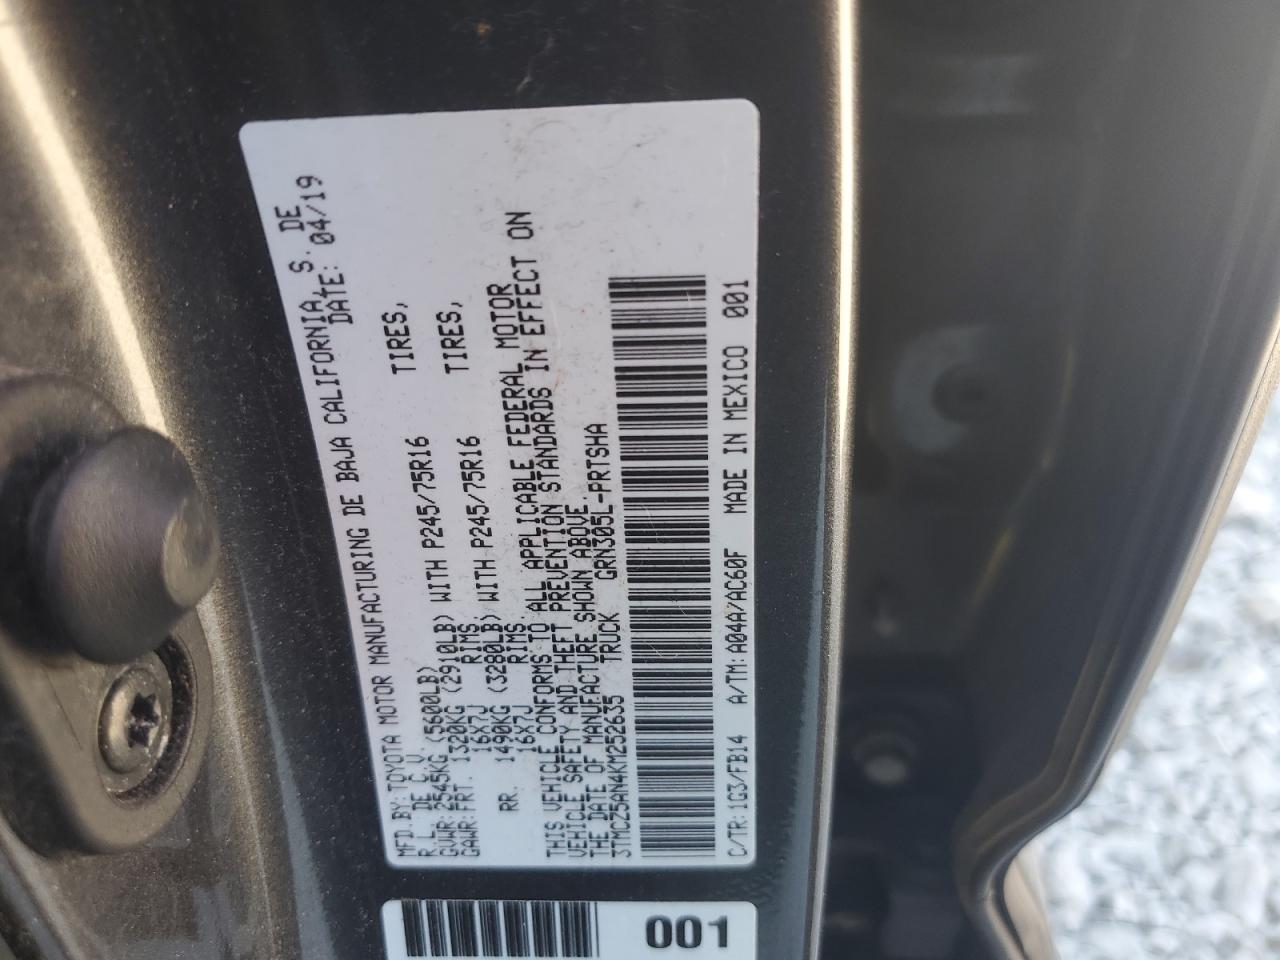 MFD.BY:TOYOTA MOTOR MANUFACTURING DE BAJA CALIFORNIA, S. DE
R.L. DE C.V. DATE: 04/19
GVWR:2545KG (5600LB)
GAWR:FRT. 1320KG (2910LB) WITH P245/75R16 TIRES,
16X7J RIMS.
RR. 1490KG (3280LB) WITH P245/75R16 TIRES,
16X7J RIMS.
THIS VEHICLE CONFORMS TO ALL APPLICABLE FEDERAL MOTOR
VEHICLE SAFETY AND THEFT PREVENTION STANDARDS IN EFFECT ON
THE DATE OF MANUFACTURE SHOWN ABOVE.
3TMCZ5AN4KM252635 TRUCK GRN305L-PRTSHA
C/TR:1G3/FB14 A/TM:A04A/AC60F MADE IN MEXICO 001
001